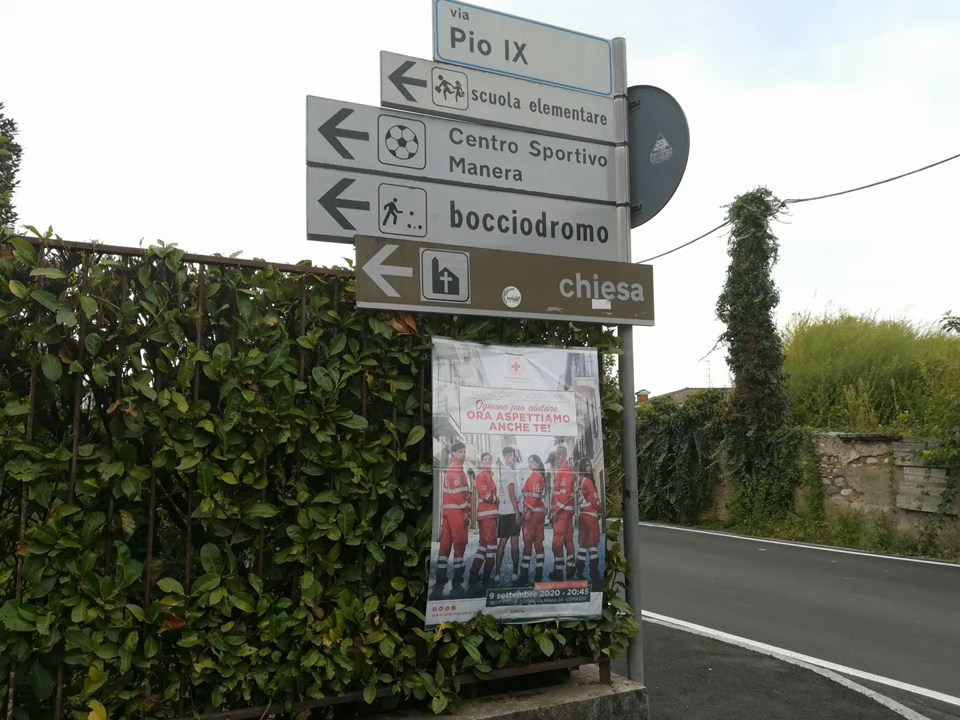 via
Pio IX
scuola elementare
Centro Sportivo
Manera
bocciodromo
chiesa
Ognuno può aiutare,
ORA ASPETTIAMO
ANCHE TE!
9 settembre 2020 - 20:45